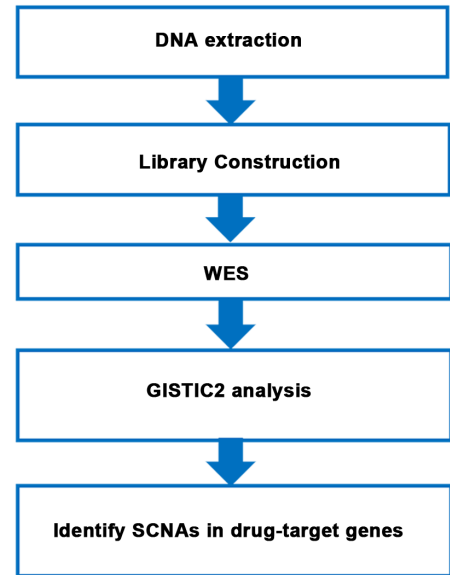 DNA extraction
Library Construction
WES
GISTIC2 analysis
Identify SCNAs in drug-target genes